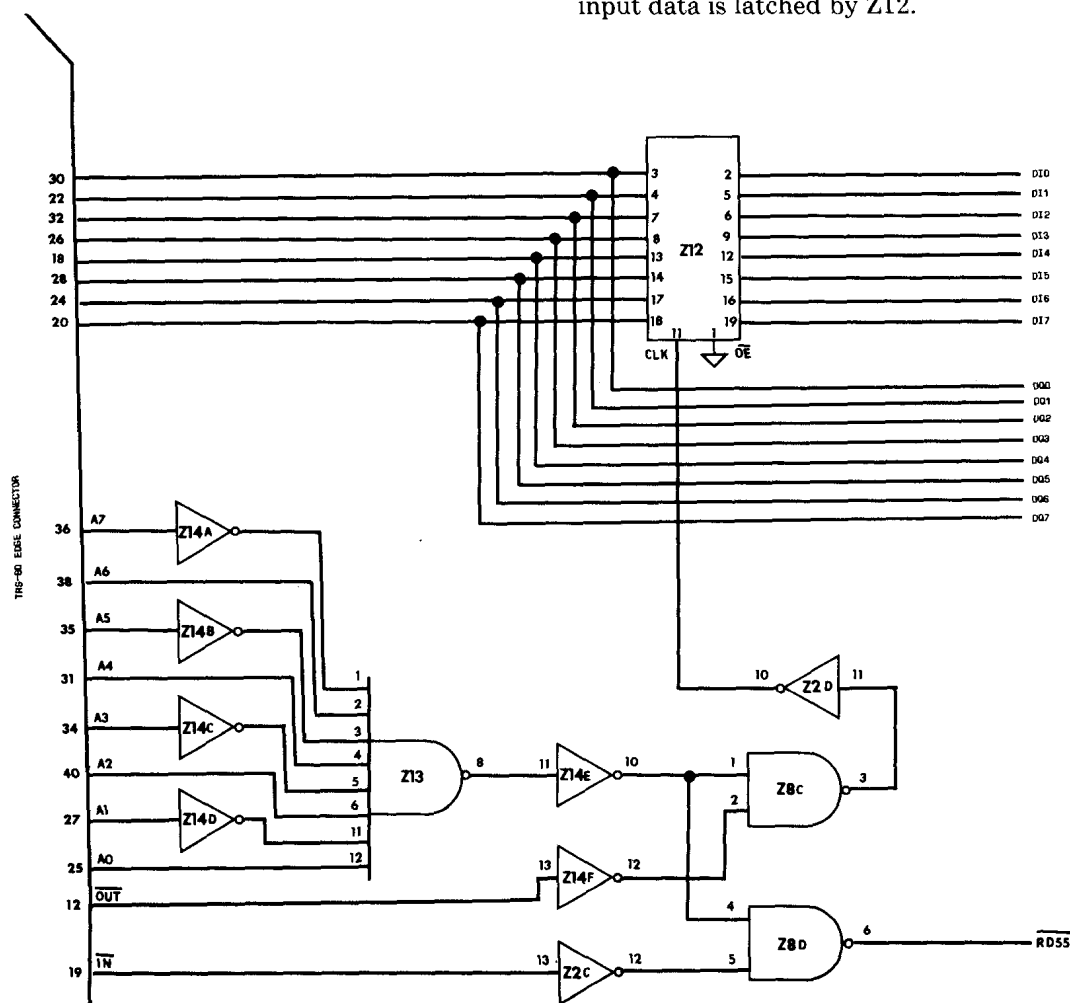 input data is latched by Z12.
30 3 2 DI0
22 4 5 DI1
32 7 6 DI2
26 8 Z12 9 DI3
18 13 12 DI4
28 14 15 DI5
24 17 16 DI6
20 18 19 DI7
11 1
CLK OE
DO0
DO1
DO2
DO3
DO4
DO5
DO6
DO7
TRS-80 EDGE CONNECTOR
36 A7 Z14A
38 A6
35 A5 Z14B
31 A4 1
2
34 A3 Z14C 3
4
40 A2 5
6
27 A1 Z14D 11
25 A0 12
Z13 8 11 Z14E 10 1 Z8C 3
2
10 Z2D 11
12 OUT 13 Z14F 12
4 Z8D 6 RD55
19 IN 13 Z2C 12 5